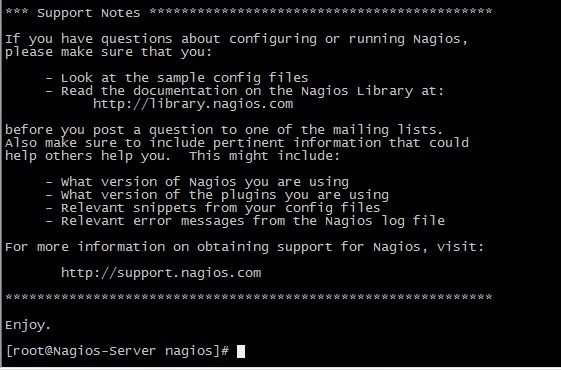 *** Support Notes *******************************************
If you have questions about configuring or running Nagios,
please make sure that you:
- Look at the sample config files
- Read the documentation on the Nagios Library at:
http://library.nagios.com
before you post a question to one of the mailing lists.
Also make sure to include pertinent information that could
help others help you.  This might include:
- What version of Nagios you are using
- What version of the plugins you are using
- Relevant snippets from your config files
- Relevant error messages from the Nagios log file
For more information on obtaining support for Nagios, visit:
http://support.nagios.com
*************************************************************
Enjoy.
[root@Nagios-Server nagios]#